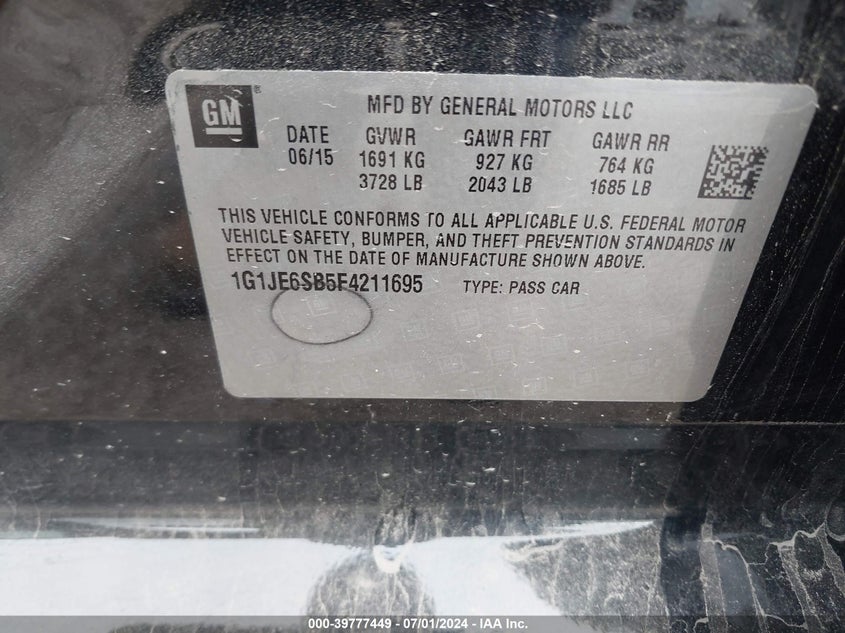 GM ®
MFD BY GENERAL MOTORS LLC
DATE GVWR GAWR FRT GAWR RR
06/15 1691 KG 927 KG 764 KG
3728 LB 2043 LB 1685 LB
THIS VEHICLE CONFORMS TO ALL APPLICABLE U.S. FEDERAL MOTOR
VEHICLE SAFETY, BUMPER, AND THEFT PREVENTION STANDARDS IN
EFFECT ON THE DATE OF MANUFACTURE SHOWN ABOVE.
1G1JE6SB5F4211695 TYPE: PASS CAR
000-39777449 - 07/01/2024 - IAA Inc.